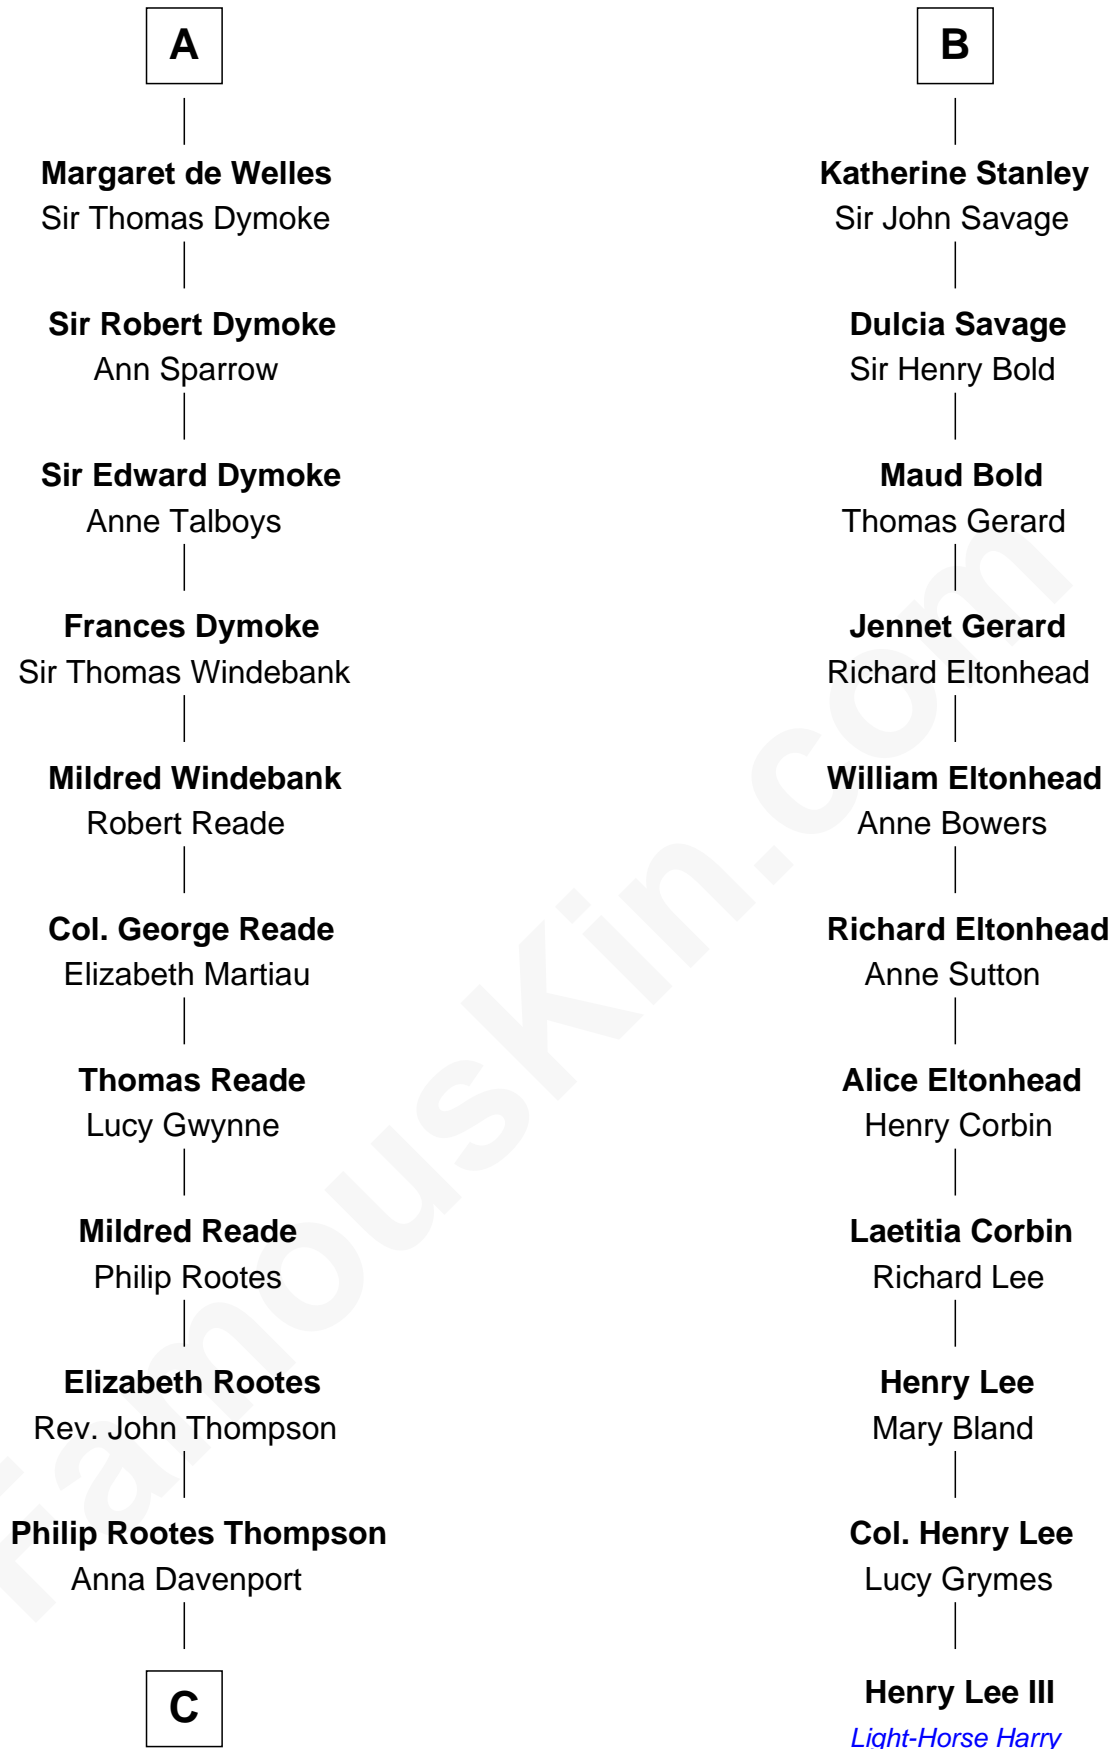 A
Margaret de Welles
Sir Thomas Dymoke
Sir Robert Dymoke
Ann Sparrow
Sir Edward Dymoke
Anne Talboys
Frances Dymoke
Sir Thomas Windebank
Mildred Windebank
Robert Reade
Col. George Reade
Elizabeth Martiau
Thomas Reade
Lucy Gwynne
Mildred Reade
Philip Rootes
Elizabeth Rootes
Rev. John Thompson
Philip Rootes Thompson
Anna Davenport
C
B
Katherine Stanley
Sir John Savage
Dulcia Savage
Sir Henry Bold
Maud Bold
Thomas Gerard
Jennet Gerard
Richard Eltonhead
William Eltonhead
Anne Bowers
Richard Eltonhead
Anne Sutton
Alice Eltonhead
Henry Corbin
Laetitia Corbin
Richard Lee
Henry Lee
Mary Bland
Col. Henry Lee
Lucy Grymes
Henry Lee III
Light-Horse Harry
FamousKin.com